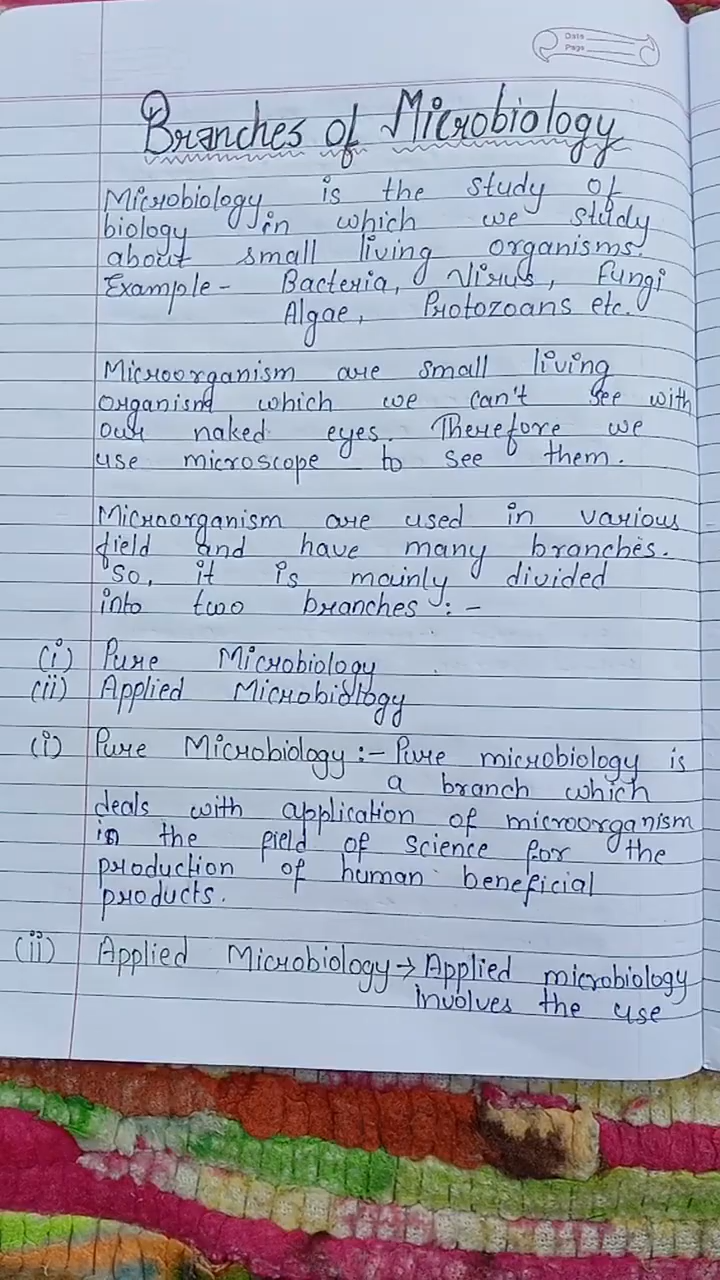 Date
Page
Branches of Microbiology
Microbiology is the study of
biology in which we study
about small living organisms.
Example - Bacteria, Virus, Fungi
Algae, Protozoans etc.
Microorganism are small living
organism which we can't see with
our naked eyes. Therefore we
use microscope to see them.
Microorganism are used in various
field and have many branches.
So, it is mainly divided
into two branches :-
(i) Pure Microbiology
(ii) Applied Microbiology
(i) Pure Microbiology :- Pure microbiology is
a branch which
deals with application of microorganism
in the field of science for the
production of human beneficial
products.
(ii) Applied Microbiology → Applied microbiology
involves the use